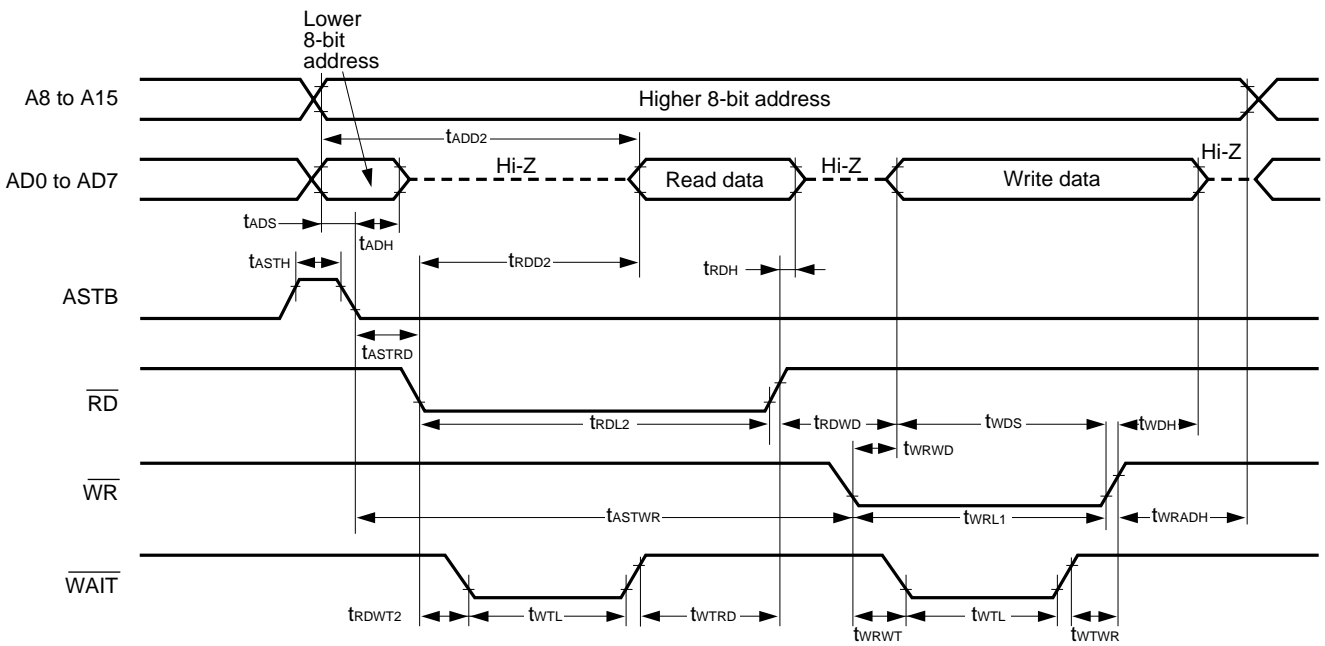 Lower
8-bit
address
A8 to A15
Higher 8-bit address
tADD2
AD0 to AD7
Hi-Z
Read data
Hi-Z
Write data
Hi-Z
tADS
tADH
tASTH
tRDD2
tRDH
ASTB
tASTRD
RD
tRDL2
tRDWD
tWDS
tWDH
tWRWD
WR
tASTWR
tWRL1
tWRADH
WAIT
tRDWT2
tWTL
tWTRD
tWRWT
tWTL
tWTWR